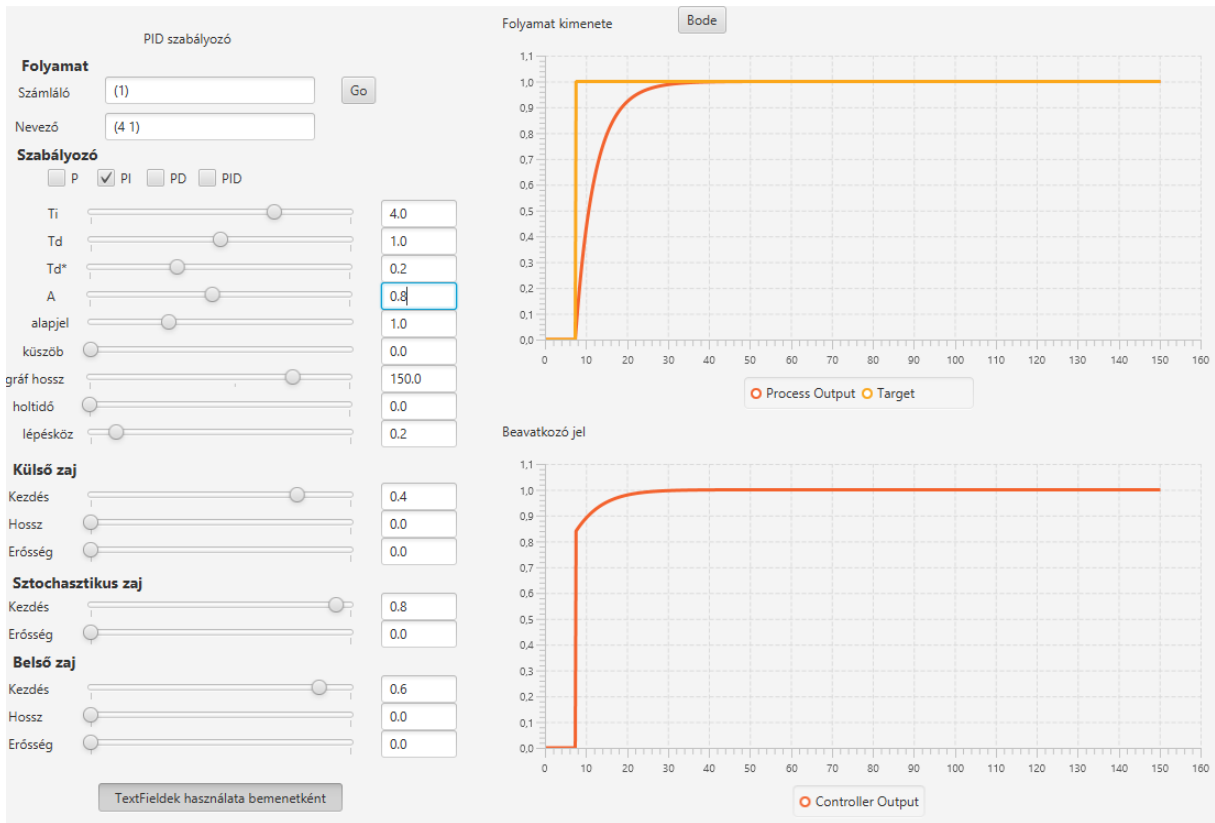 PID szabályozó
Folyamat
Számláló (1) Go
Nevező (4 1)
Szabályozó
P PI PD PID
Ti 4.0
Td 1.0
Td* 0.2
A 0.8
alapjel 1.0
küszöb 0.0
gráf hossz 150.0
holtidő 0.0
lépésköz 0.2
Külső zaj
Kezdés 0.4
Hossz 0.0
Erősség 0.0
Sztochasztikus zaj
Kezdés 0.8
Erősség 0.0
Belső zaj
Kezdés 0.6
Hossz 0.0
Erősség 0.0
TextFieldek használata bemenetként
Folyamat kimenete Bode
1,1
1,0
0,9
0,8
0,7
0,6
0,5
0,4
0,3
0,2
0,1
0,0
0 10 20 30 40 50 60 70 80 90 100 110 120 130 140 150 160
Process Output Target
Beavatkozó jel
1,1
1,0
0,9
0,8
0,7
0,6
0,5
0,4
0,3
0,2
0,1
0,0
0 10 20 30 40 50 60 70 80 90 100 110 120 130 140 150 160
Controller Output